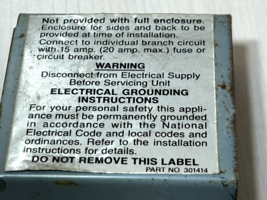 Not provided with full enclosure.
Enclosure for sides and back to be
provided at time of installation.
Connect to individual branch circuit
with 15 amp. (20 amp. max.) fuse or
circuit breaker.
WARNING
Disconnect from Electrical Supply
Before Servicing Unit
ELECTRICAL GROUNDING
INSTRUCTIONS
For your personal safety this appli-
ance must be permanently grounded
in accordance with the National
Electrical Code and local codes and
ordinances. Refer to the installation
instructions for details.
DO NOT REMOVE THIS LABEL
PART NO 301414